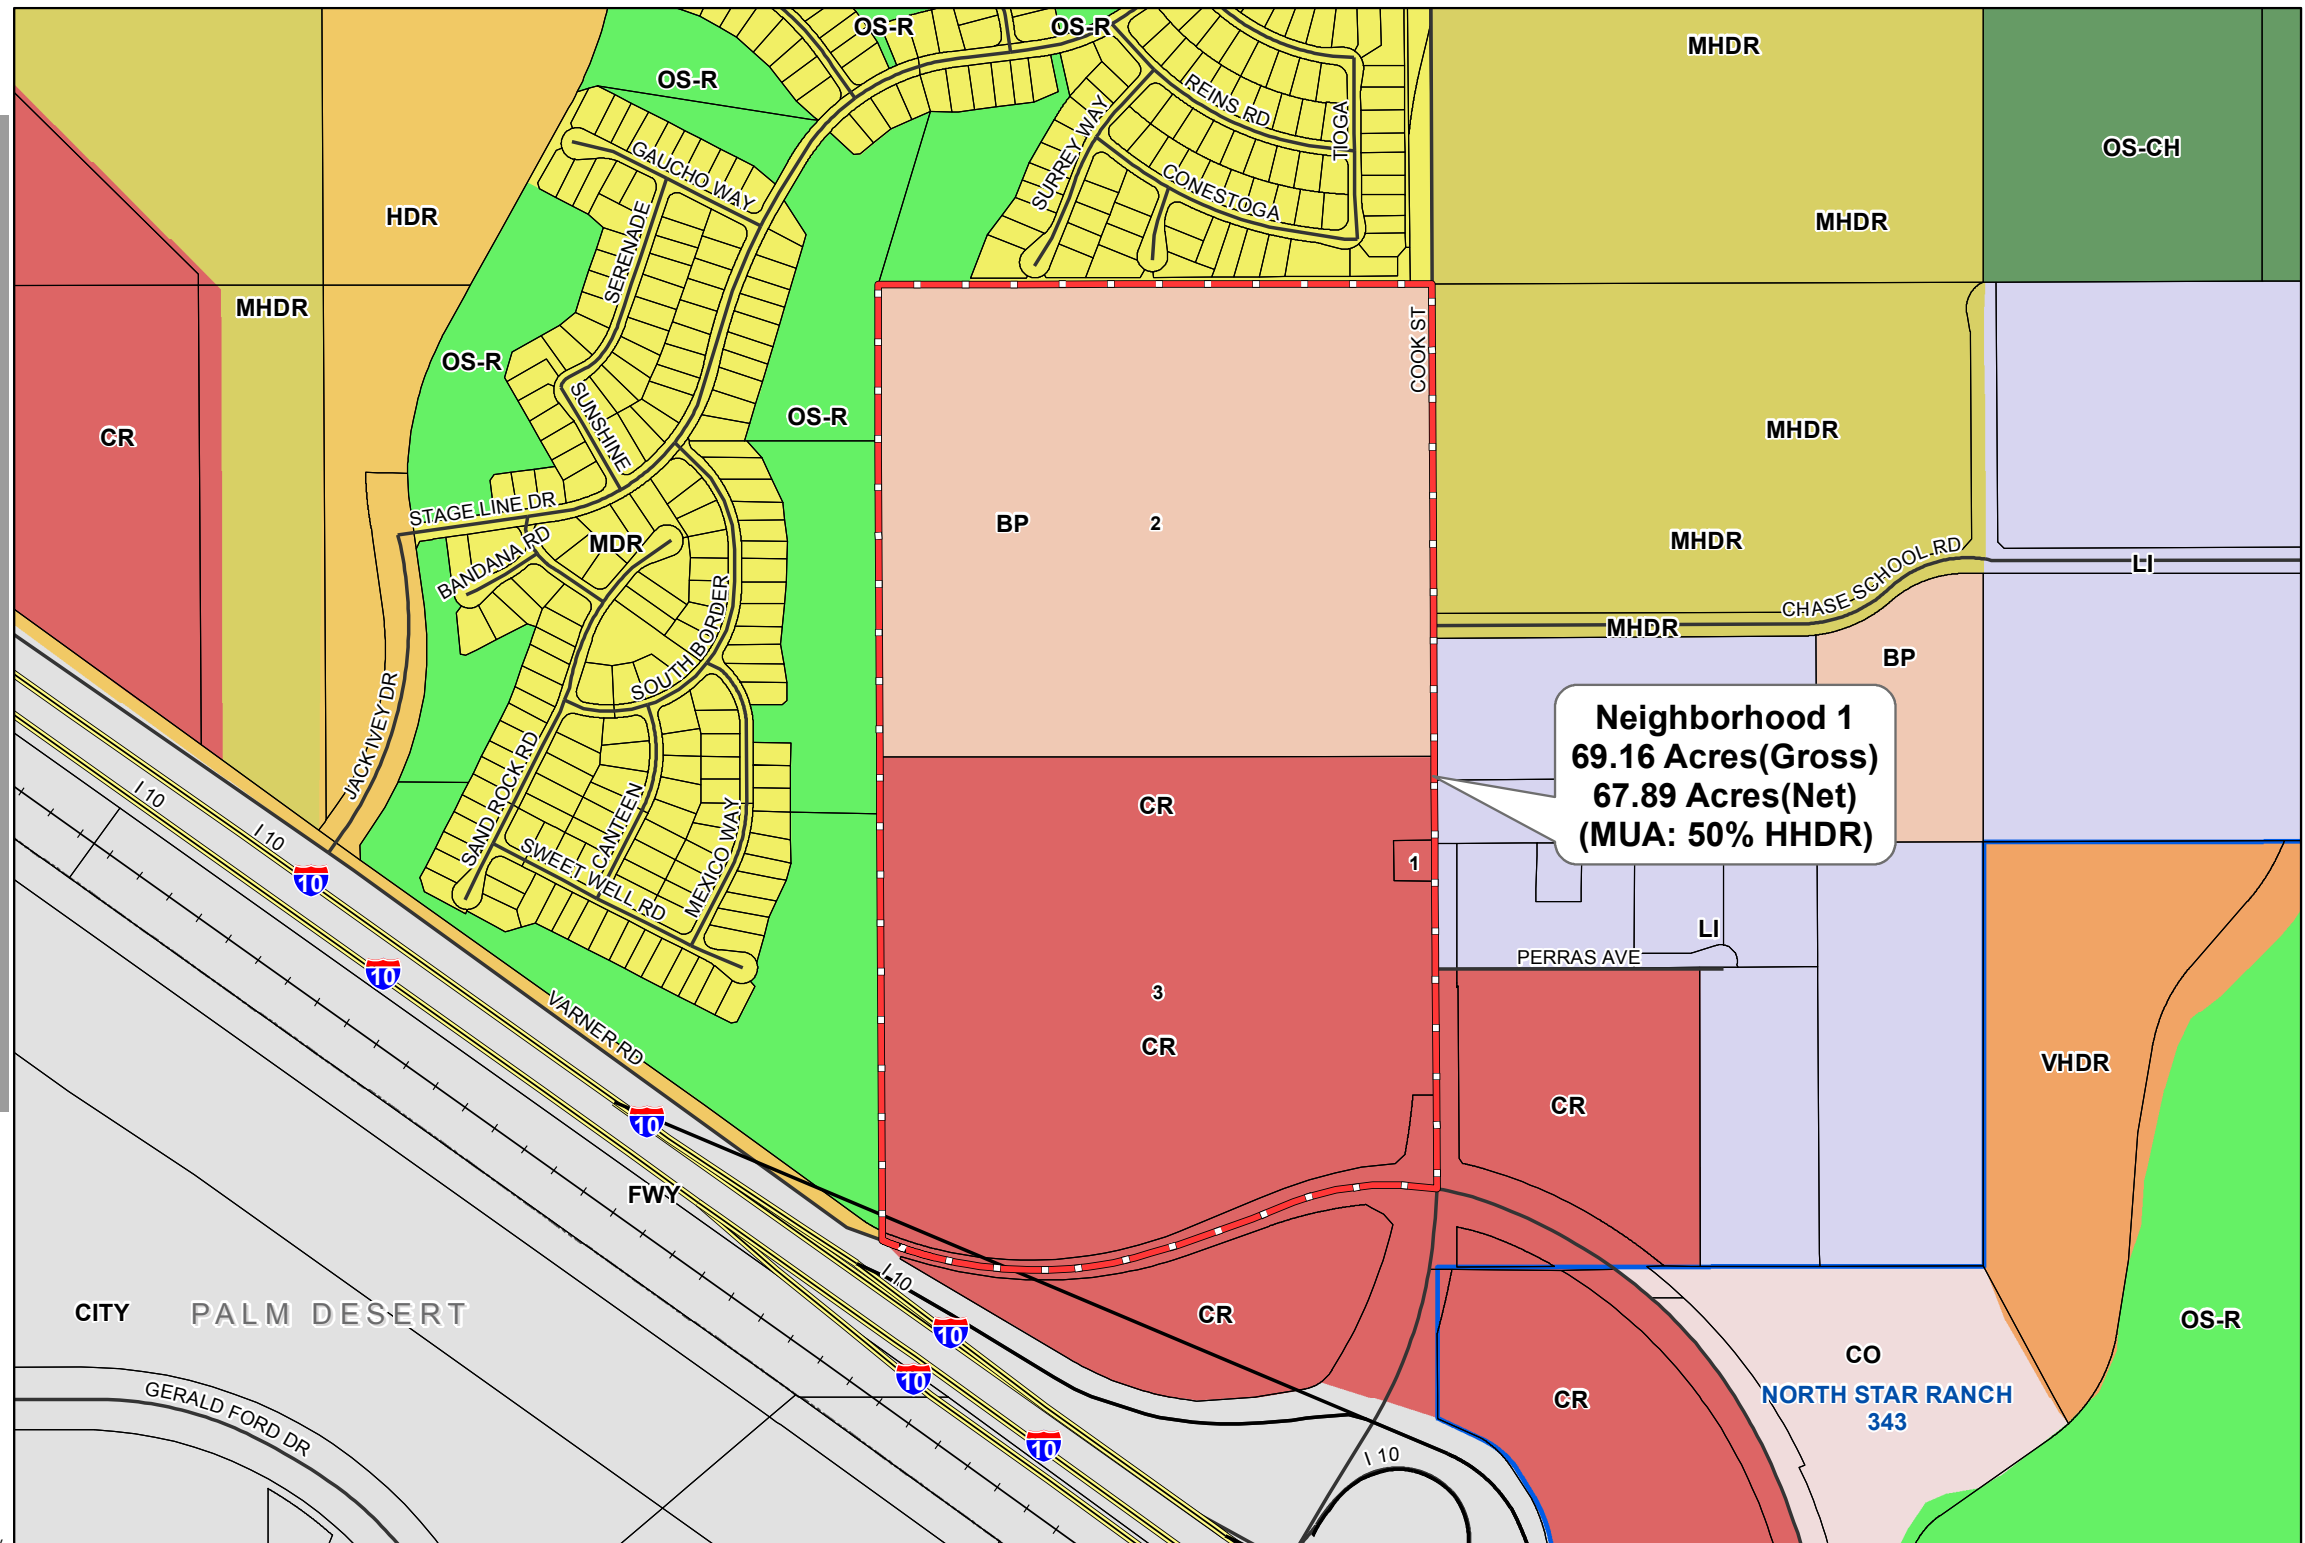 OS-R
OS-R
MHDR
OS-R
REINS RD
TIOGA
SURREY WAY
OS-CH
GAUCHO WAY
CONESTOGA
HDR
MHDR
SERENADE
MHDR
COOK ST
OS-R
SUNSHINE
OS-R
MHDR
CR
STAGE LINE DR
BP
2
MHDR
BANDANA RD
MDR
CHASE SCHOOL RD
LI
SOUTH BORDER
MHDR
BP
JACK IVEY DR
Neighborhood 1
69.16 Acres(Gross)
67.89 Acres(Net)
(MUA: 50% HHDR)
SAND ROCK RD
CANTEEN
MEXICO WAY
CR
I 10
I 10
10
SWEET WELL RD
1
LI
PERRAS AVE
10
3
VARNER RD
CR
VHDR
CR
10
FWY
I 10
CITY
PALM DESERT
CR
10
OS-R
CO
10
NORTH STAR RANCH
343
CR
GERALD FORD DR
10
I 10